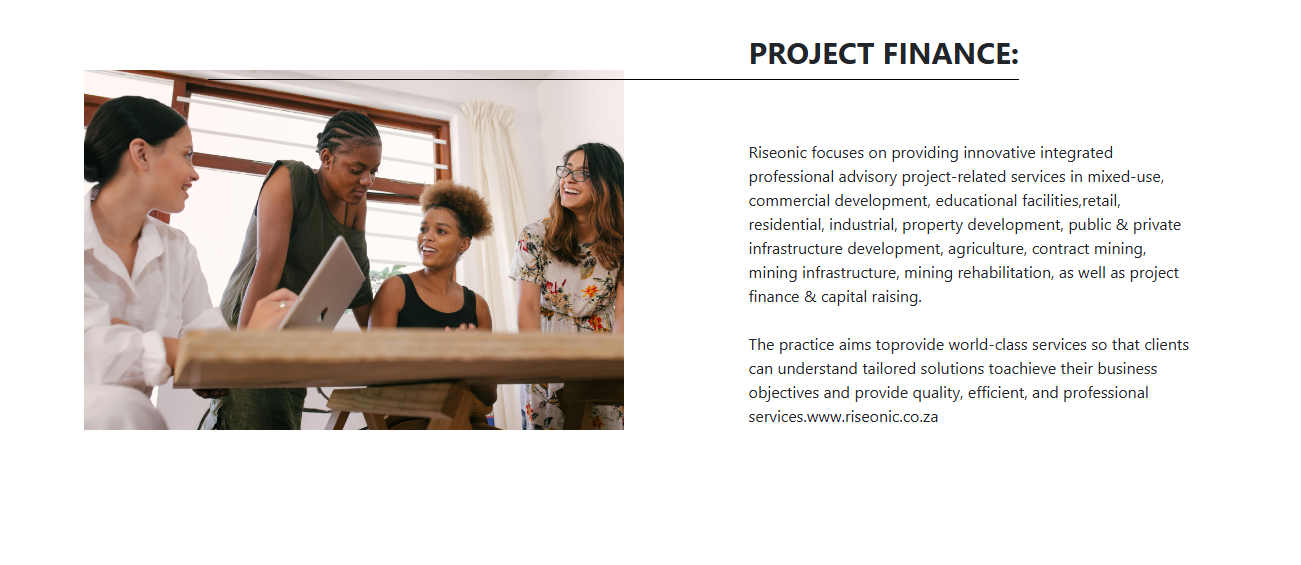 PROJECT FINANCE:
Riseonic focuses on providing innovative integrated
professional advisory project-related services in mixed-use,
commercial development, educational facilities,retail,
residential, industrial, property development, public & private
infrastructure development, agriculture, contract mining,
mining infrastructure, mining rehabilitation, as well as project
finance & capital raising.
The practice aims toprovide world-class services so that clients
can understand tailored solutions toachieve their business
objectives and provide quality, efficient, and professional
services.www.riseonic.co.za